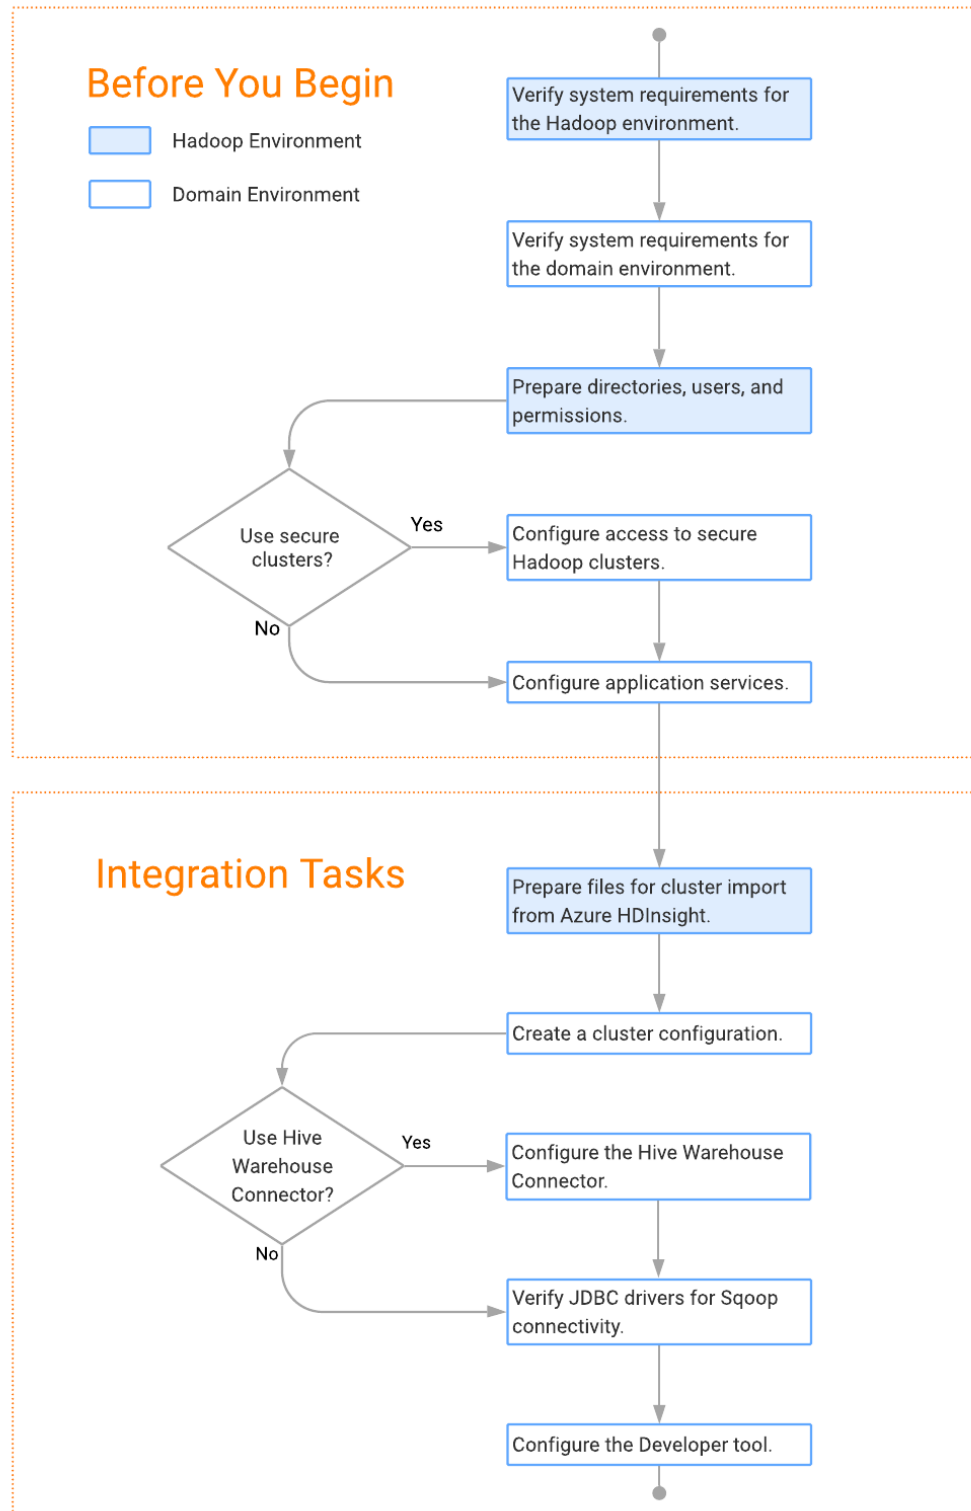 Before You Begin
Hadoop Environment
Domain Environment
Verify system requirements for
the Hadoop environment.
Verify system requirements for
the domain environment.
Prepare directories, users, and
permissions.
Use secure
clusters?
Yes
Configure access to secure
Hadoop clusters.
No
Configure application services.
Integration Tasks
Prepare files for cluster import
from Azure HDInsight.
Create a cluster configuration.
Use Hive
Warehouse
Connector?
Yes
Configure the Hive Warehouse
Connector.
No
Verify JDBC drivers for Sqoop
connectivity.
Configure the Developer tool.